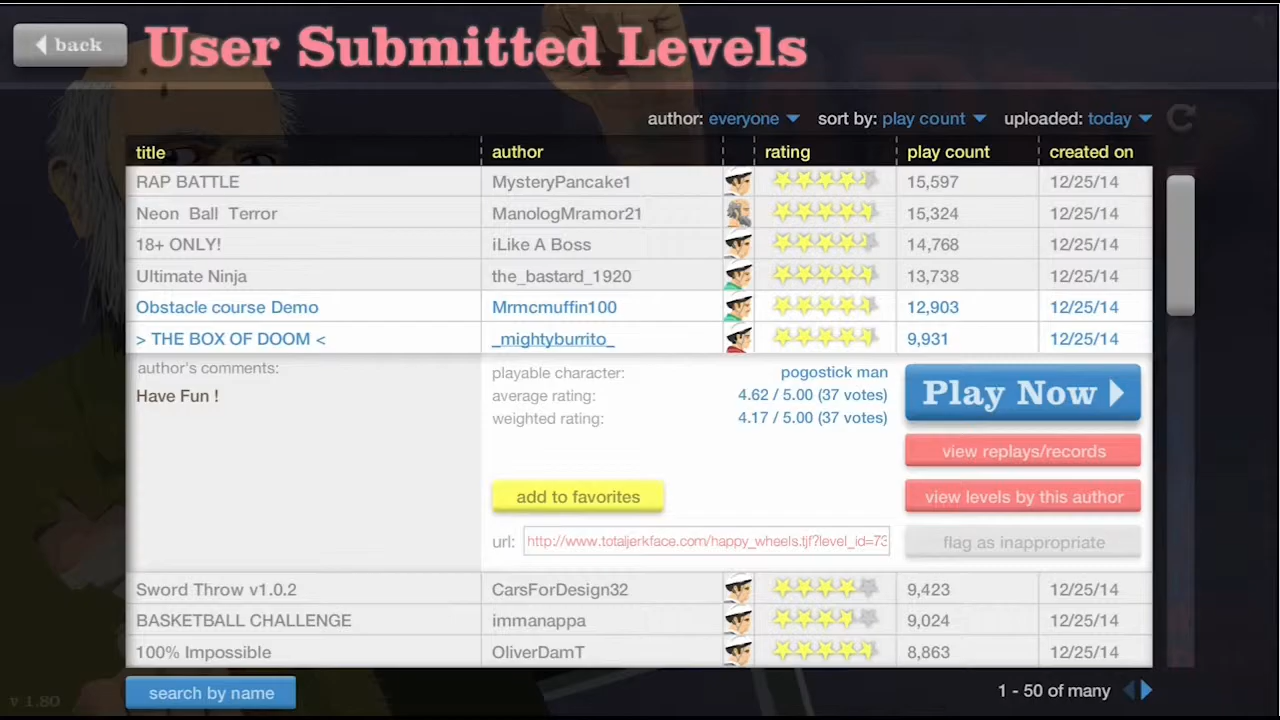 back
User Submitted Levels
author: everyone sort by: play count uploaded: today
title author rating play count created on
RAP BATTLE MysteryPancake1 15,597 12/25/14
Neon Ball Terror ManologMramor21 15,324 12/25/14
18+ ONLY! iLike A Boss 14,768 12/25/14
Ultimate Ninja the_bastard_1920 13,738 12/25/14
Obstacle course Demo Mrmcmuffin100 12,903 12/25/14
> THE BOX OF DOOM < _mightyburrito_ 9,931 12/25/14
author's comments:
Have Fun !
playable character: pogostick man
average rating: 4.62 / 5.00 (37 votes)
weighted rating: 4.17 / 5.00 (37 votes)
add to favorites
url: http://www.totaljerkface.com/happy_wheels.tjf?level_id=73
Play Now
view replays/records
view levels by this author
flag as inappropriate
Sword Throw v1.0.2 CarsForDesign32 9,423 12/25/14
BASKETBALL CHALLENGE immanappa 9,024 12/25/14
100% Impossible OliverDamT 8,863 12/25/14
v 1.80
search by name
1 - 50 of many